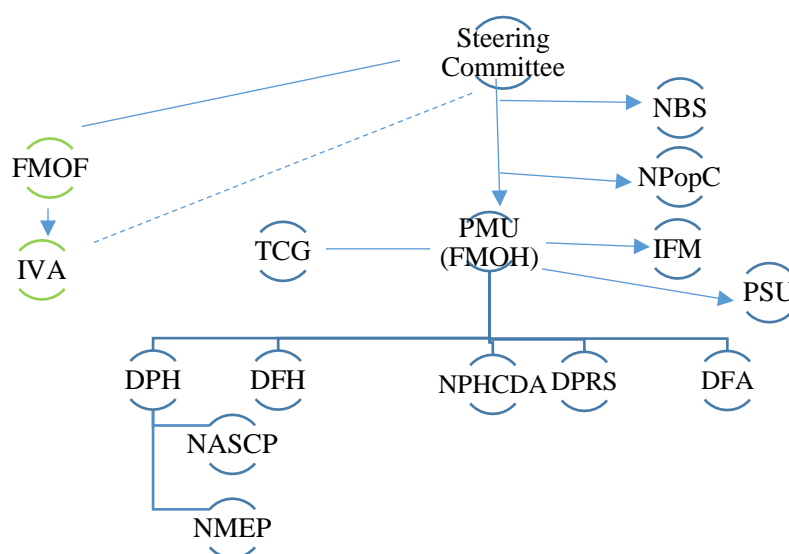 Steering
Committee
NBS
FMOF
NPopC
PMU
(FMOH)
TCG
IFM
IVA
PSU
DPH
DFH
NPHCDA
DPRS
DFA
NASCP
NMEP